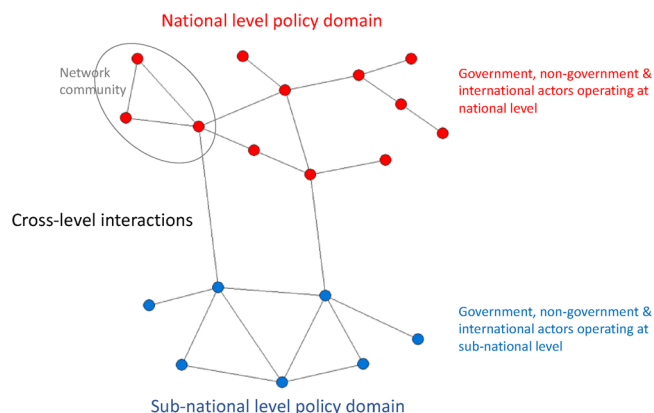 National level policy domain
Network
community
Government, non-government &
international actors operating at
national level
Cross-level interactions
Government, non-government &
international actors operating at
sub-national level
Sub-national level policy domain